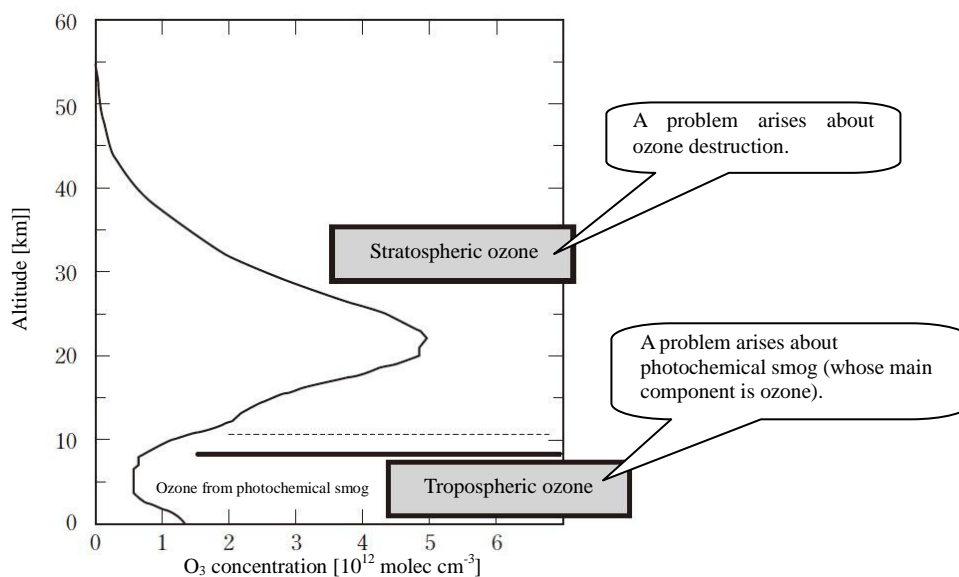 60
50
40
30
20
10
0
Altitude [km]]
0 1 2 3 4 5 6 7
O₃ concentration [10¹² molec cm⁻³]
A problem arises about
ozone destruction.
Stratospheric ozone
A problem arises about
photochemical smog (whose main
component is ozone).
Ozone from photochemical smog
Tropospheric ozone